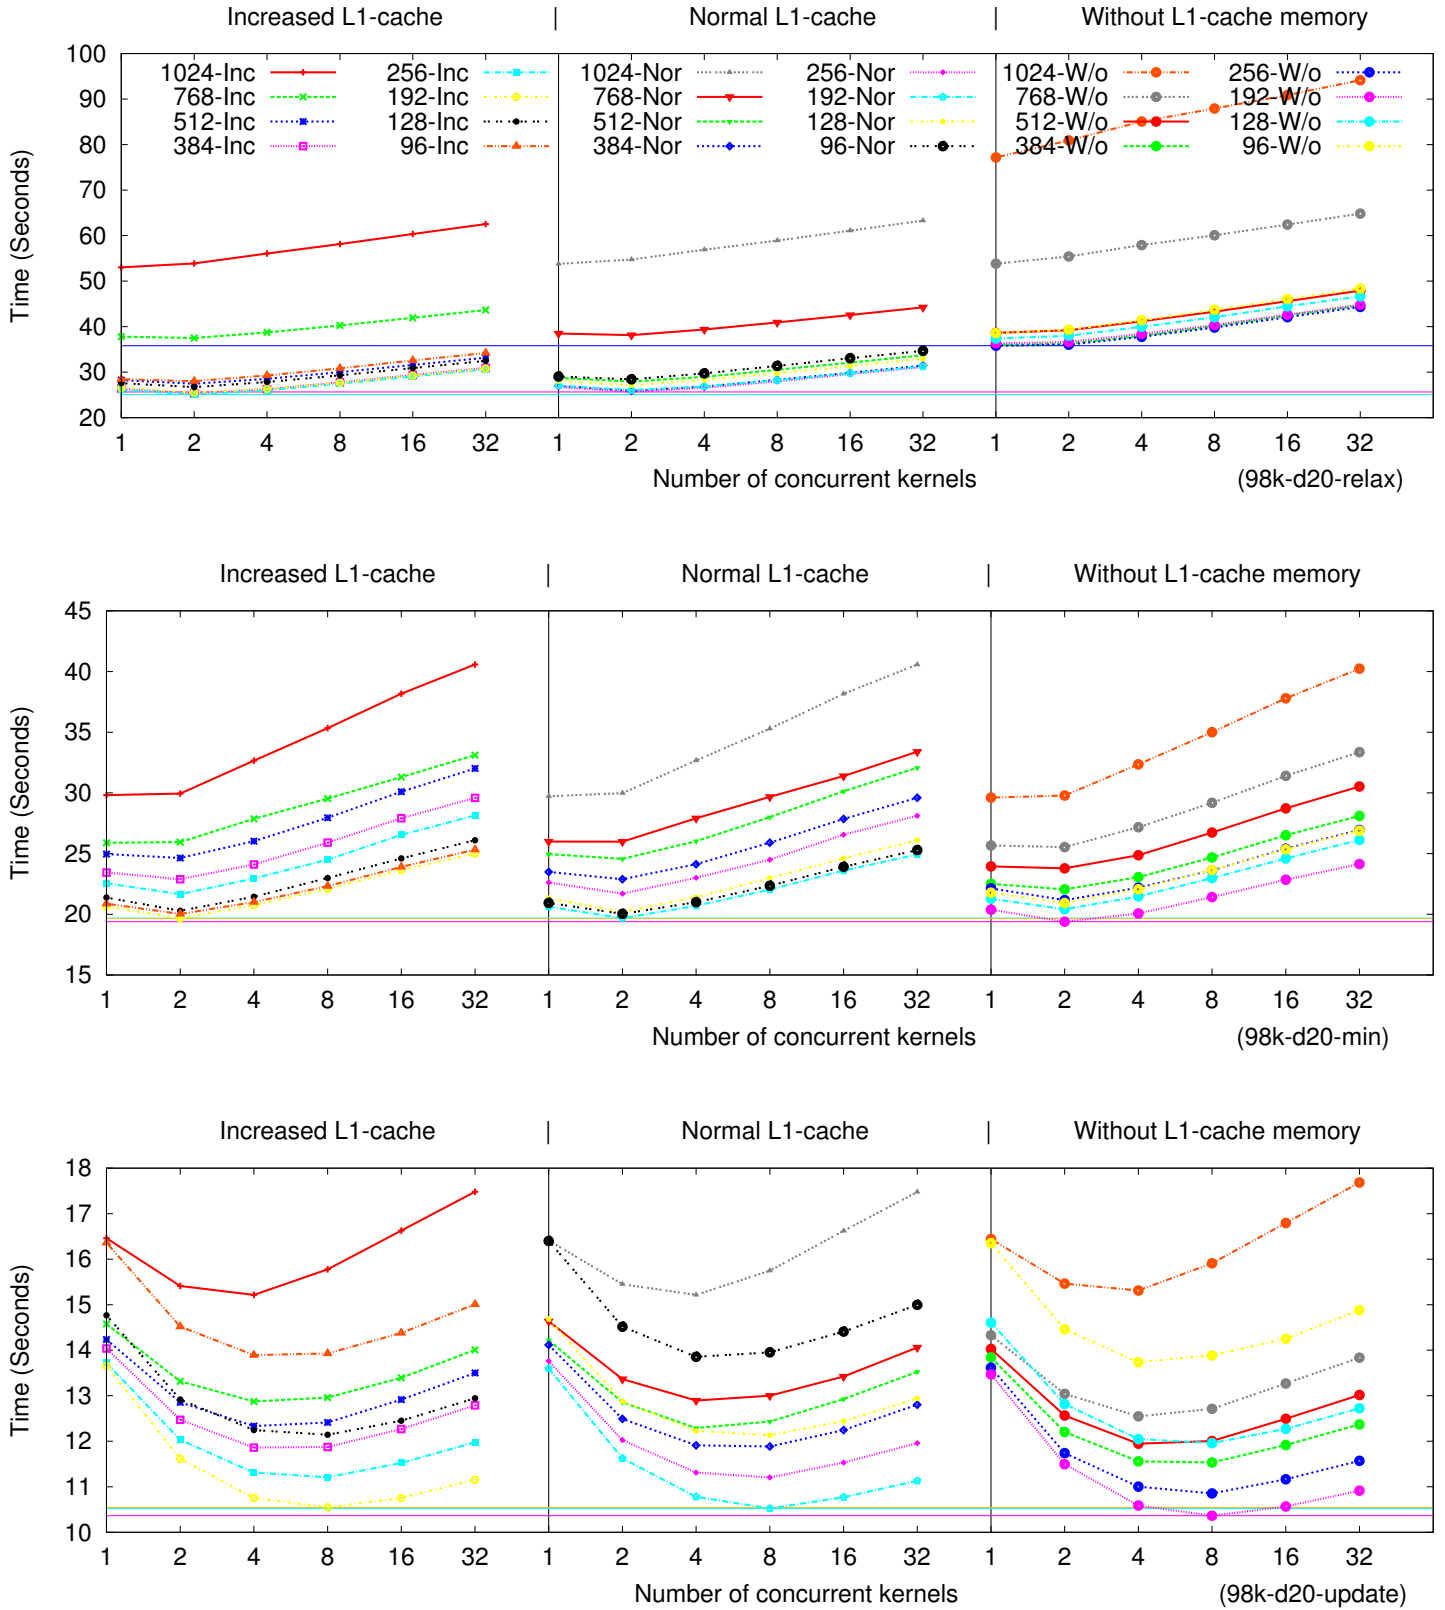 Increased L1-cache | Normal L1-cache | Without L1-cache memory
100
90
80
70
60
50
40
30
20
Time (Seconds)
1024-Inc 256-Inc 1024-Nor 256-Nor 1024-W/o 256-W/o
768-Inc 192-Inc 768-Nor 192-Nor 768-W/o 192-W/o
512-Inc 128-Inc 512-Nor 128-Nor 512-W/o 128-W/o
384-Inc 96-Inc 384-Nor 96-Nor 384-W/o 96-W/o
1 2 4 8 16 32 1 2 4 8 16 32 1 2 4 8 16 32
Number of concurrent kernels (98k-d20-relax)
Increased L1-cache | Normal L1-cache | Without L1-cache memory
45
40
35
30
25
20
15
Time (Seconds)
1 2 4 8 16 32 1 2 4 8 16 32 1 2 4 8 16 32
Number of concurrent kernels (98k-d20-min)
Increased L1-cache | Normal L1-cache | Without L1-cache memory
18
17
16
15
14
13
12
11
10
Time (Seconds)
1 2 4 8 16 32 1 2 4 8 16 32 1 2 4 8 16 32
Number of concurrent kernels (98k-d20-update)